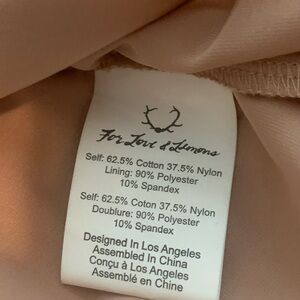 For Love & Lemons
Self: 62.5% Cotton 37.5% Nylon
Lining: 90% Polyester
10% Spandex
Self: 62.5% Cotton 37.5% Nylon
Doublure: 90% Polyester
10% Spandex
Designed In Los Angeles
Assembled In China
Conçu à Los Angeles
Assemblé en Chine